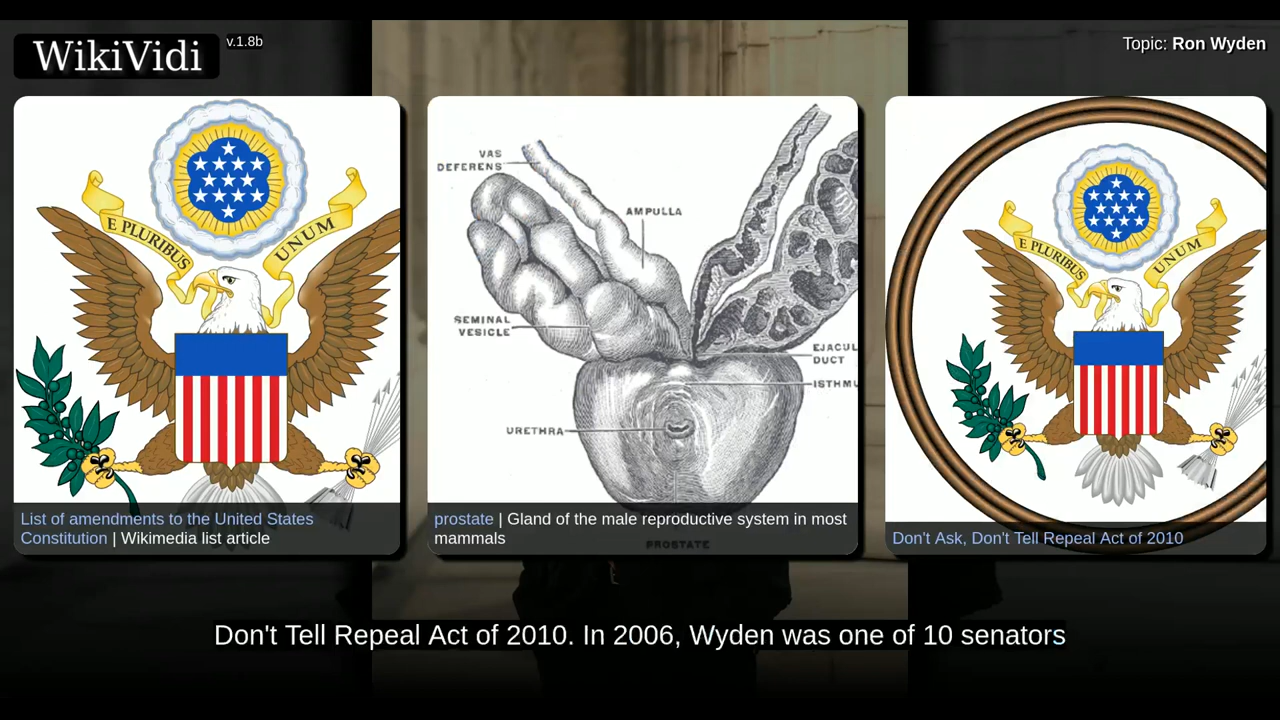 WikiVidi
v.1.8b
Topic: Ron Wyden
E PLURIBUS UNUM
List of amendments to the United States
Constitution | Wikimedia list article
VAS
DEFERENS
AMPULLA
SEMINAL
VESICLE
EJACUL
DUCT
ISTHMU
URETHRA
prostate | Gland of the male reproductive system in most
mammals
PROSTATE
E PLURIBUS UNUM
Don't Ask, Don't Tell Repeal Act of 2010
Don't Tell Repeal Act of 2010. In 2006, Wyden was one of 10 senators